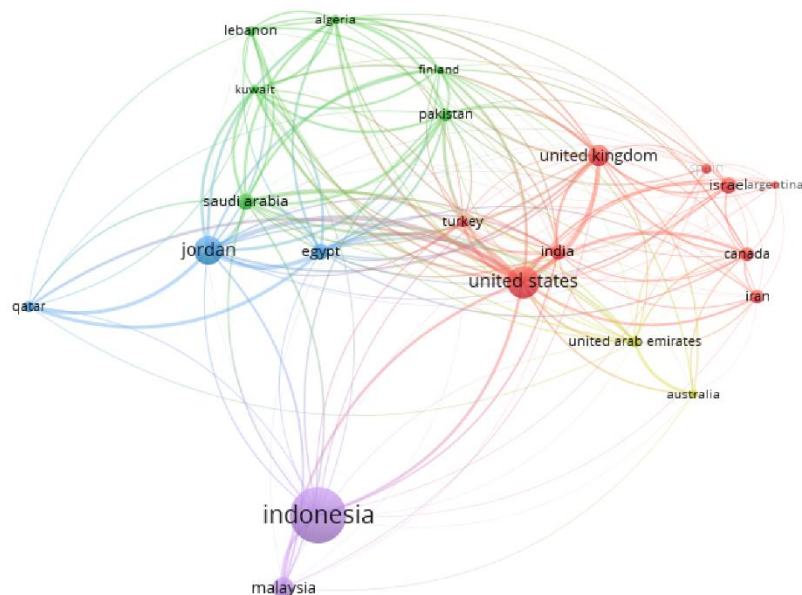 algeria
lebanon
finland
kuwait
pakistan
united kingdom
israel
argentina
saudi arabia
turkey
jordan
egypt
india
canada
united states
iran
qatar
united arab emirates
australia
indonesia
malaysia